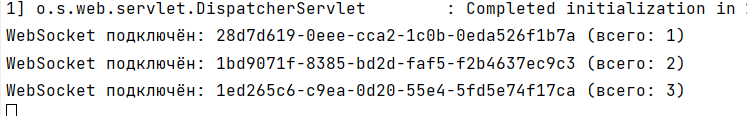 1] o.s.web.servlet.DispatcherServlet : Completed initialization in
WebSocket подключён: 28d7d619-0eee-cca2-1c0b-0eda526f1b7a (всего: 1)
WebSocket подключён: 1bd9071f-8385-bd2d-faf5-f2b4637ec9c3 (всего: 2)
WebSocket подключён: 1ed265c6-c9ea-0d20-55e4-5fd5e74f17ca (всего: 3)